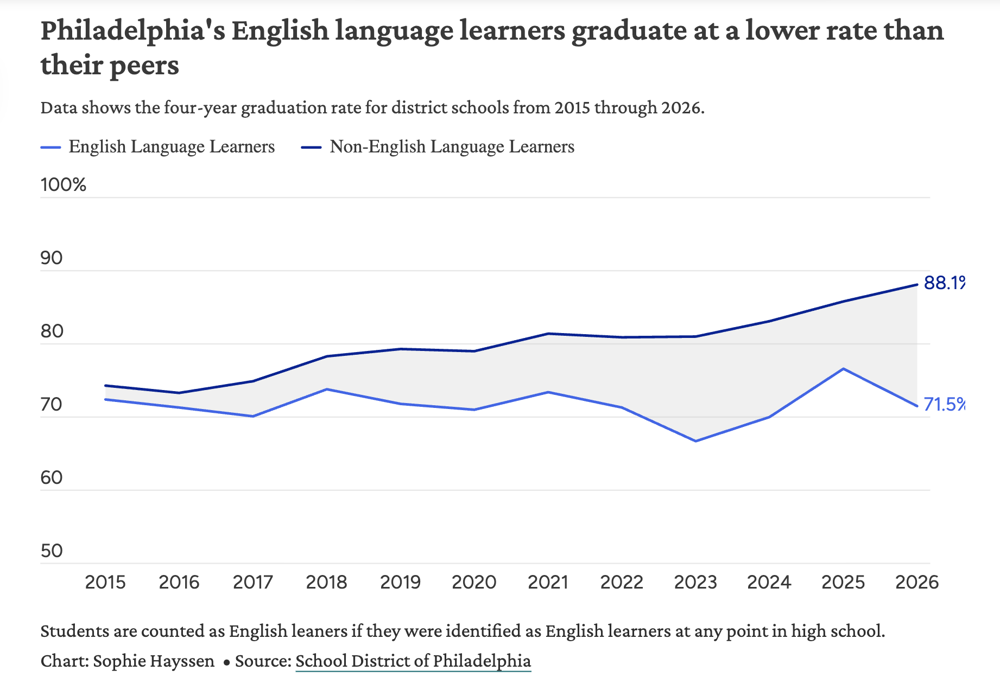 Philadelphia's English language learners graduate at a lower rate than
their peers
Data shows the four-year graduation rate for district schools from 2015 through 2026.
English Language Learners
Non-English Language Learners
100%
90
88.1%
80
70
71.5%
60
50
2015 2016 2017 2018 2019 2020 2021 2022 2023 2024 2025 2026
Students are counted as English leaners if they were identified as English learners at any point in high school.
Chart: Sophie Hayssen • Source: School District of Philadelphia